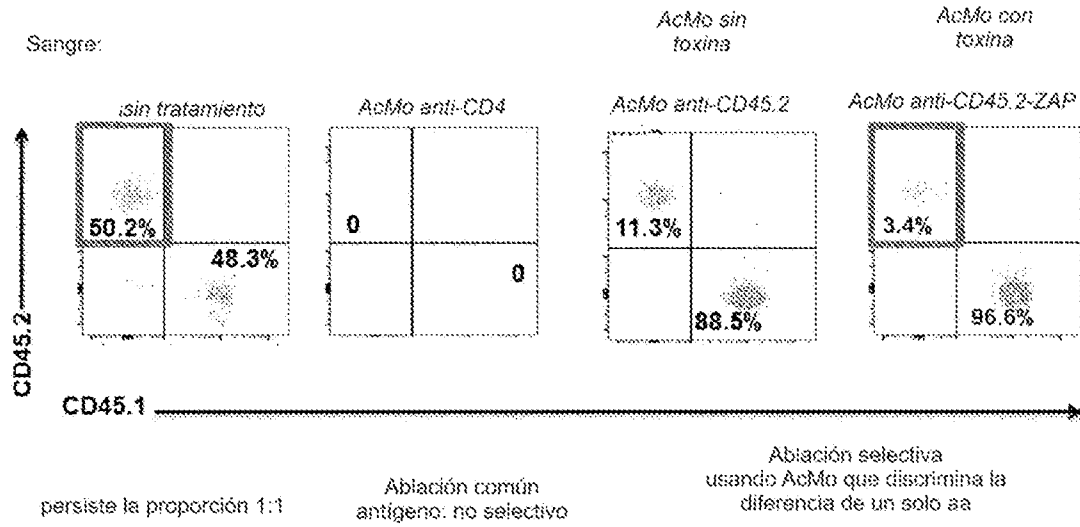 Sangre:
AcMo sin
toxina
AcMo con
toxina
sin tratamiento
AcMo anti-CD4
AcMo anti-CD45.2
AcMo anti-CD45.2-ZAP
CD45.2
50.2%
48.3%
0
0
11.3%
88.5%
3.4%
96.6%
CD45.1
persiste la proporción 1:1
Ablación común
antígeno: no selectivo
Ablación selectiva
usando AcMo que discrimina la
diferencia de un solo aa